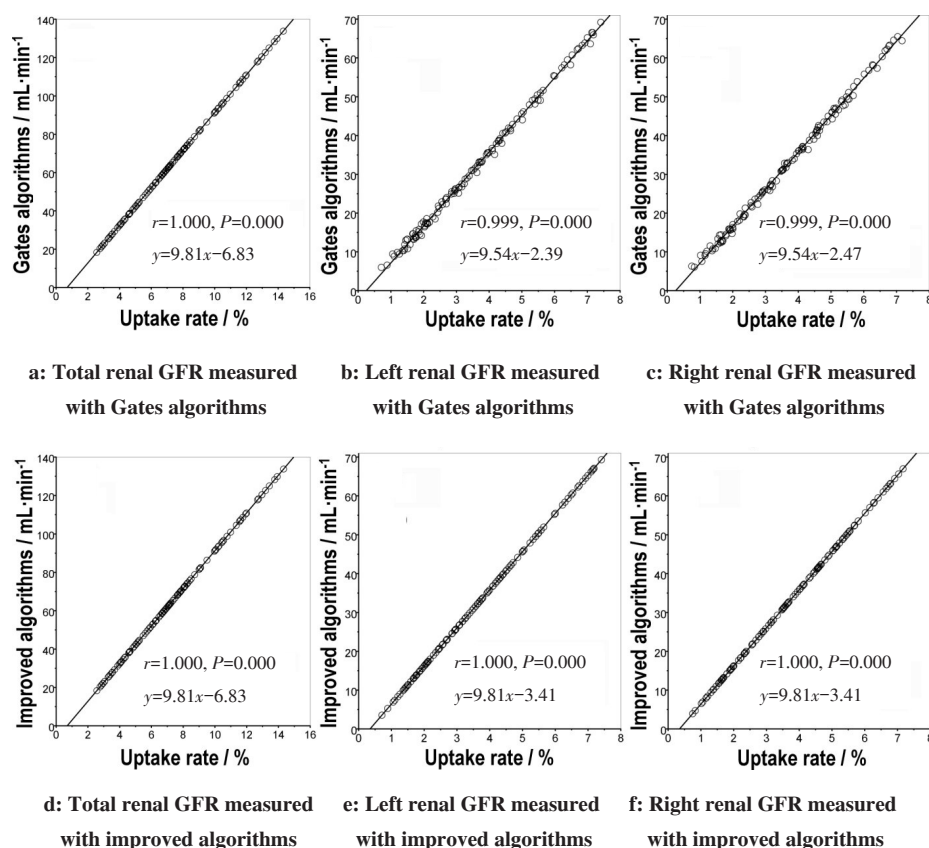 Gates algorithms / mL·min⁻¹
140
120
100
80
60
40
20
0
r=1.000, P=0.000
y=9.81x−6.83
0 2 4 6 8 10 12 14 16
Uptake rate / %
a: Total renal GFR measured
with Gates algorithms
Gates algorithms / mL·min⁻¹
70
60
50
40
30
20
10
0
r=0.999, P=0.000
y=9.54x−2.39
0 1 2 3 4 5 6 7 8
Uptake rate / %
b: Left renal GFR measured
with Gates algorithms
Gates algorithms / mL·min⁻¹
70
60
50
40
30
20
10
0
r=0.999, P=0.000
y=9.54x−2.47
0 1 2 3 4 5 6 7 8
Uptake rate / %
c: Right renal GFR measured
with Gates algorithms
Improved algorithms / mL·min⁻¹
140
120
100
80
60
40
20
0
r=1.000, P=0.000
y=9.81x−6.83
0 2 4 6 8 10 12 14 16
Uptake rate / %
d: Total renal GFR measured
with improved algorithms
Improved algorithms / mL·min⁻¹
70
60
50
40
30
20
10
0
r=1.000, P=0.000
y=9.81x−3.41
0 1 2 3 4 5 6 7 8
Uptake rate / %
e: Left renal GFR measured
with improved algorithms
Improved algorithms / mL·min⁻¹
70
60
50
40
30
20
10
0
r=1.000, P=0.000
y=9.81x−3.41
0 1 2 3 4 5 6 7 8
Uptake rate / %
f: Right renal GFR measured
with improved algorithms